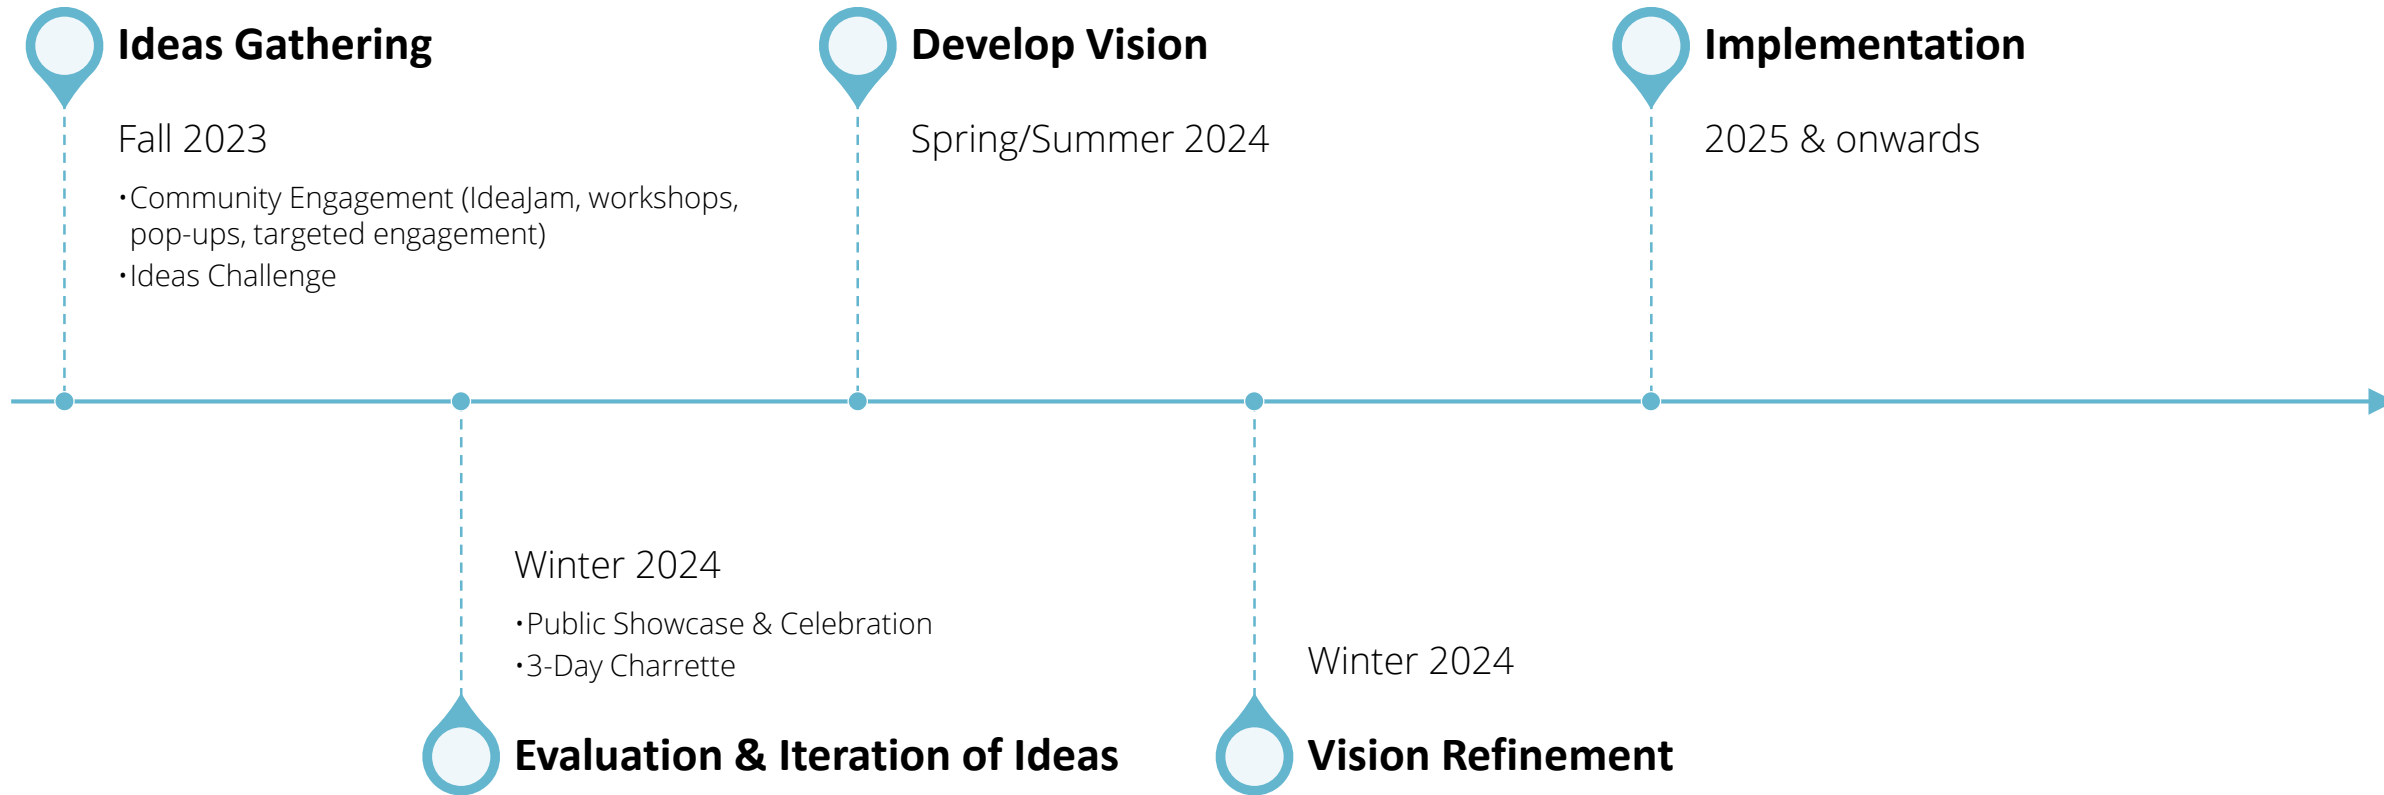 Ideas Gathering
Fall 2023
·Community Engagement (IdeaJam, workshops,
pop-ups, targeted engagement)
·Ideas Challenge
Winter 2024
·Public Showcase & Celebration
·3-Day Charrette
Evaluation & Iteration of Ideas
Develop Vision
Spring/Summer 2024
Winter 2024
Vision Refinement
Implementation
2025 & onwards